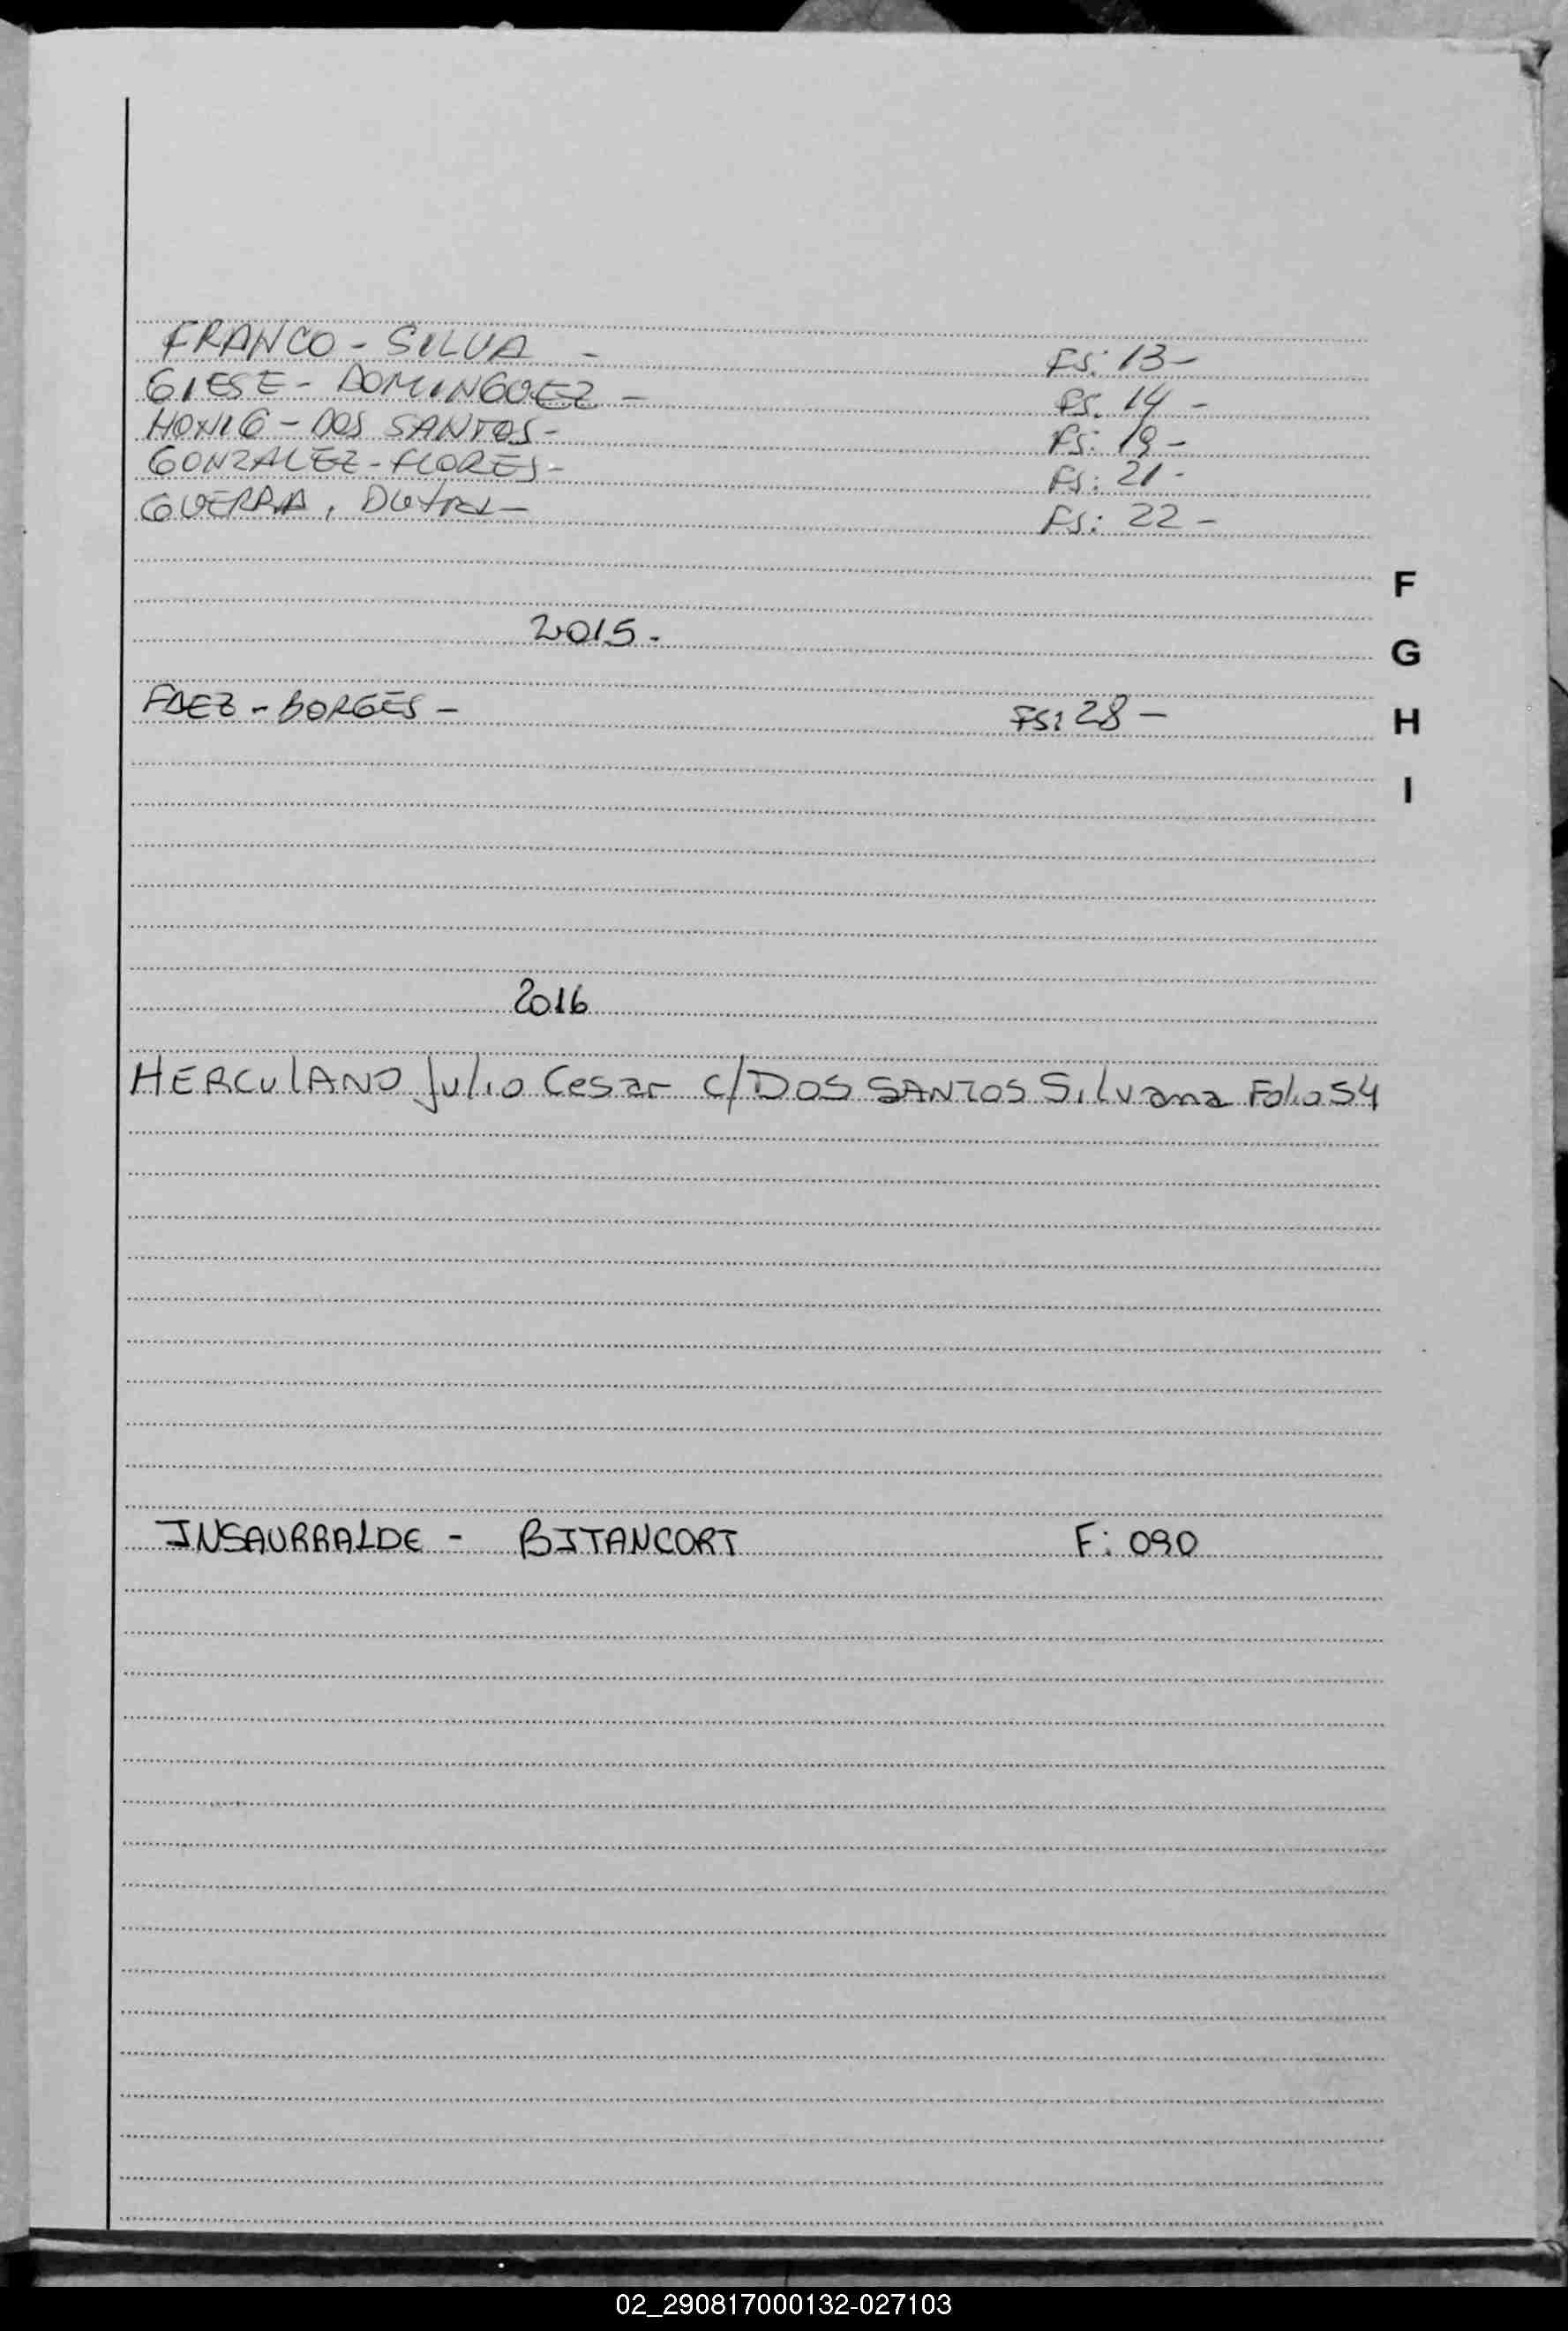 FRANCO - SILVA - FS: 13-
GIESE - DOMINGUEZ - FS. 14 -
HONIG - DOS SANTOS - FS: 19 -
GONZALEZ - FLORES - FS: 21 -
GUERRA, Dutra - FS: 22 -
F
2015.
G
FAEZ - BORGES - FS: 28 -
H
I
2016
HERCULANO Julio Cesar c/ DOS SANTOS Silvana Folio 54
INSAURRALDE - BITANCORT F: 090
02_290817000132-027103